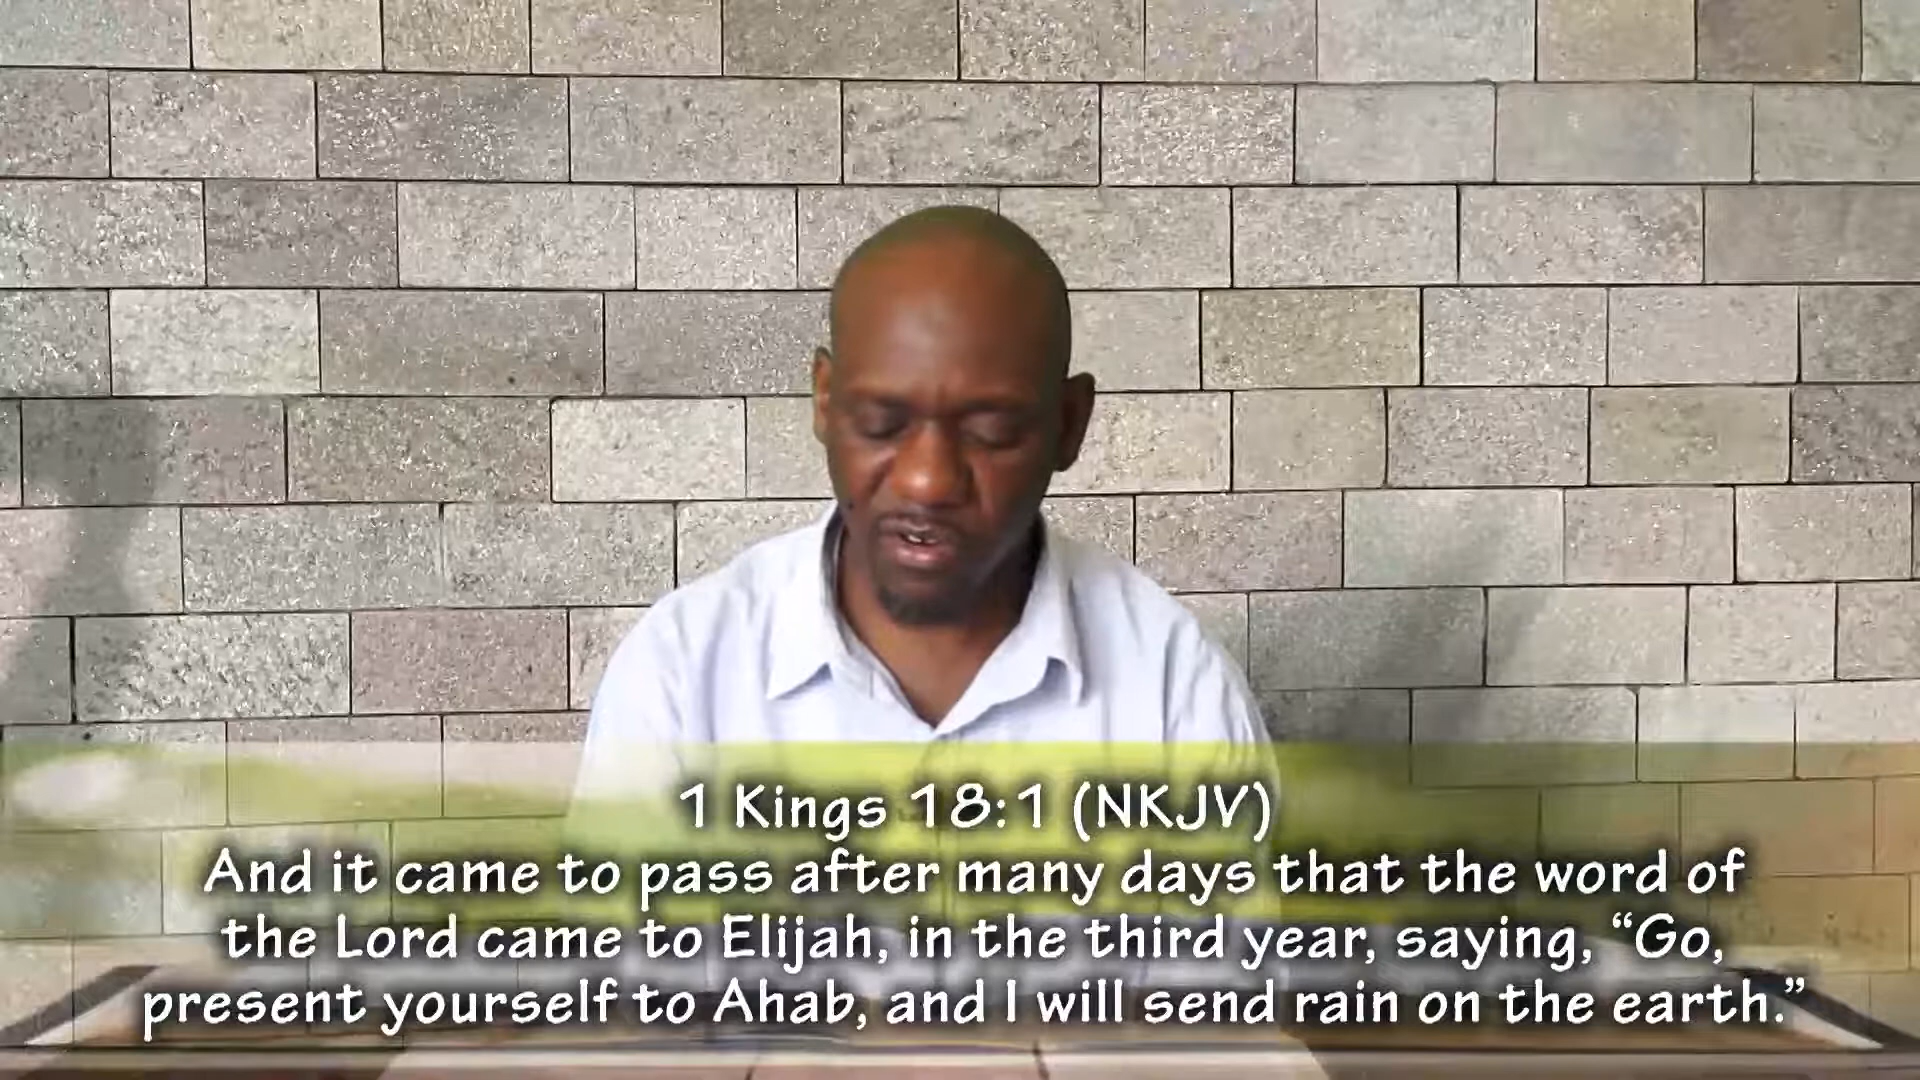 1 Kings 18:1 (NKJV)
And it came to pass after many days that the word of
the Lord came to Elijah, in the third year, saying, “Go,
present yourself to Ahab, and I will send rain on the earth.”